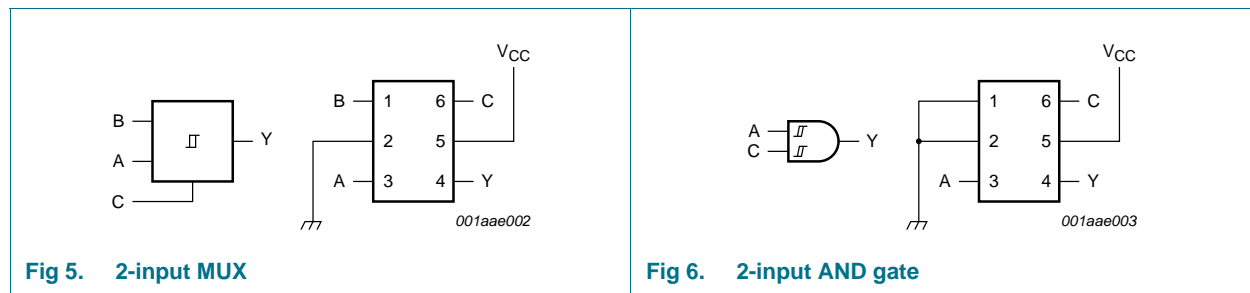 B
A
C
Y
B
1
6
C
2
5
A
3
4
Y
VCC
001aae002
Fig 5. 2-input MUX
A
C
Y
1
6
C
2
5
A
3
4
Y
VCC
001aae003
Fig 6. 2-input AND gate